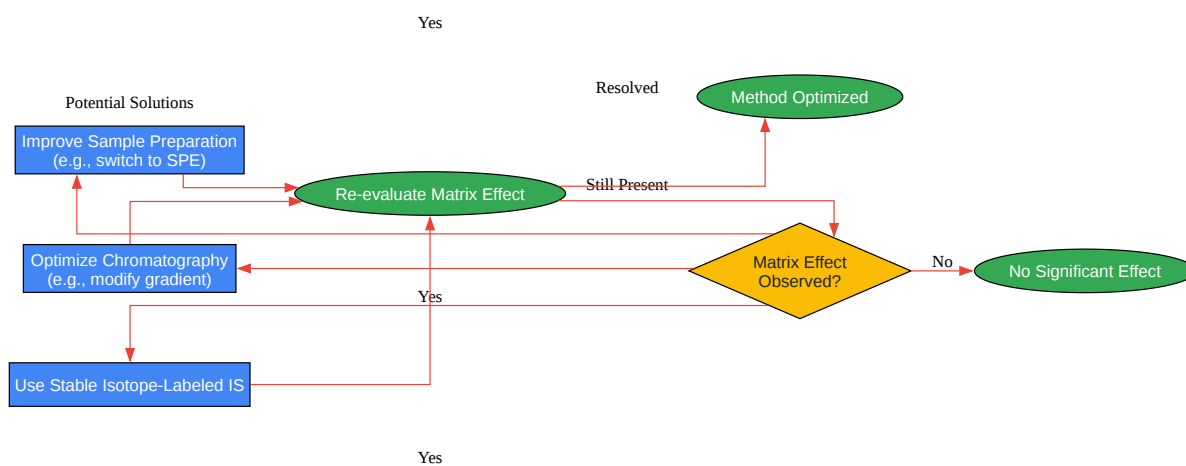 Yes
Resolved
Method Optimized
Potential Solutions
Improve Sample Preparation
(e.g., switch to SPE)
Still Present
Re-evaluate Matrix Effect
Optimize Chromatography
(e.g., modify gradient)
Matrix Effect
Observed?
No
No Significant Effect
Yes
Use Stable Isotope-Labeled IS
Yes